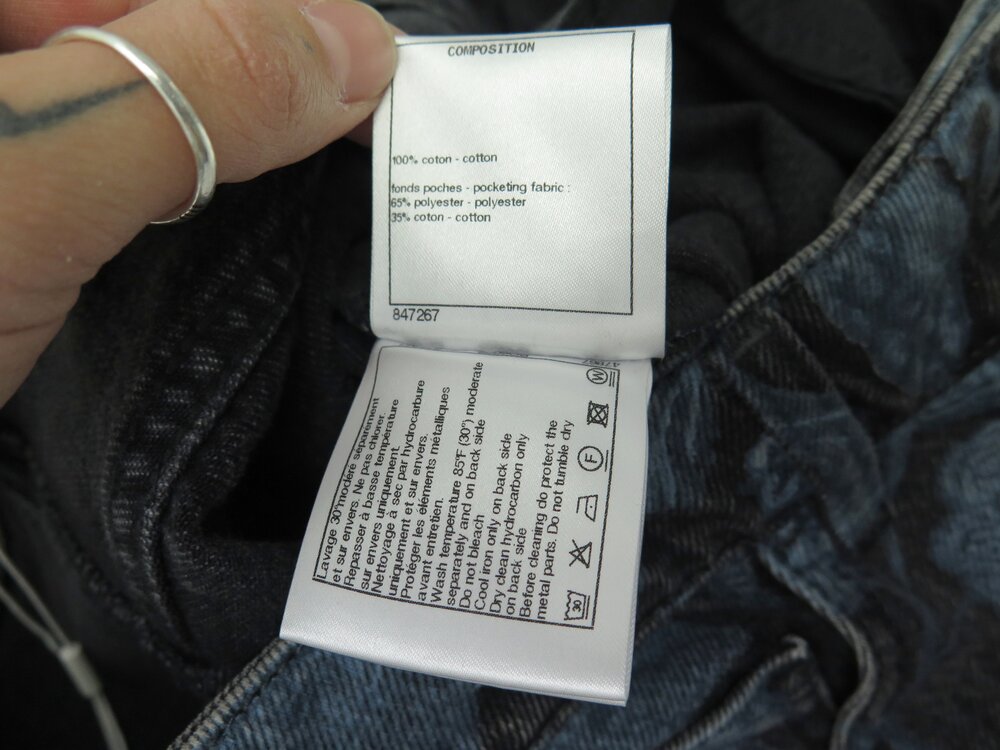 COMPOSITION
100% coton - cotton
fonds poches - pocketing fabric :
65% polyester - polyester
35% coton - cotton
847267
Lavage 30°modéré séparément
et sur envers. Ne pas chlorer.
Repasser à basse température
sur envers uniquement.
Nettoyage à sec par hydrocarbure
uniquement et sur envers.
Protéger les éléments métalliques
avant entretien.
Wash temperature 85°F (30°) moderate
separately and on back side
Do not bleach
Cool iron only on back side
Dry clean hydrocarbon only
on back side
Before cleaning do protect the
metal parts. Do not tumble dry
30
F
W